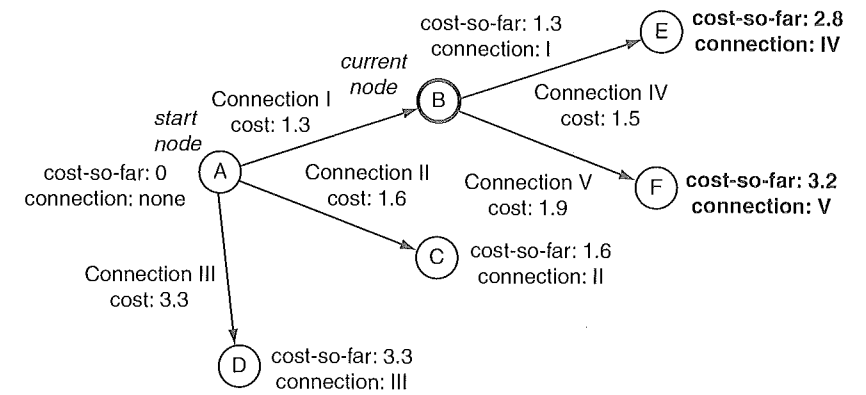 cost-so-far: 1.3
connection: I
E
cost-so-far: 2.8
connection: IV
current
node
B
Connection I
cost: 1.3
Connection IV
cost: 1.5
start
node
A
cost-so-far: 0
connection: none
Connection II
cost: 1.6
Connection V
cost: 1.9
F
cost-so-far: 3.2
connection: V
C
cost-so-far: 1.6
connection: II
Connection III
cost: 3.3
D
cost-so-far: 3.3
connection: III